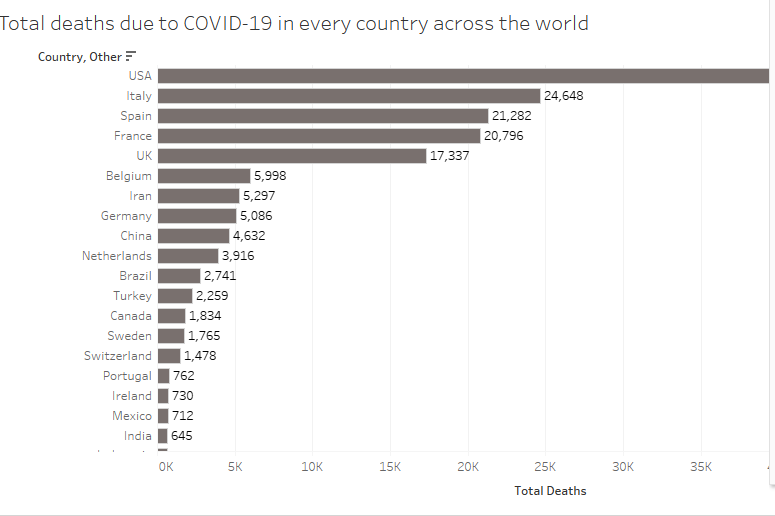 Total deaths due to COVID-19 in every country across the world
Country, Other
USA
Italy 24,648
Spain 21,282
France 20,796
UK 17,337
Belgium 5,998
Iran 5,297
Germany 5,086
China 4,632
Netherlands 3,916
Brazil 2,741
Turkey 2,259
Canada 1,834
Sweden 1,765
Switzerland 1,478
Portugal 762
Ireland 730
Mexico 712
India 645
0K 5K 10K 15K 20K 25K 30K 35K
Total Deaths